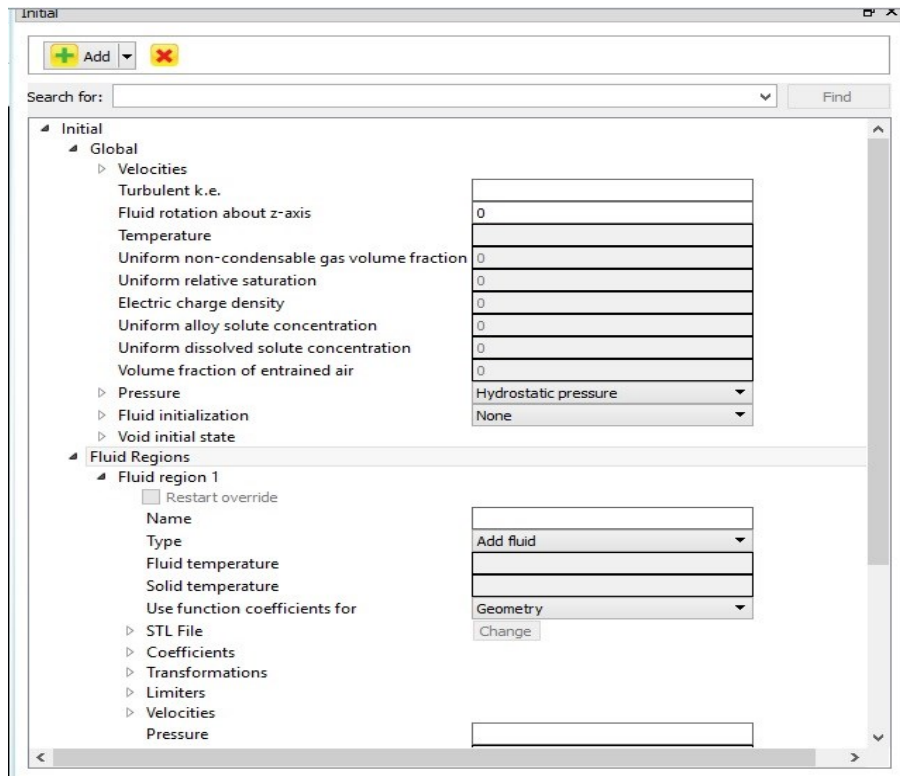 Initial
Add
Search for:
Find
Initial
Global
Velocities
Turbulent k.e.
Fluid rotation about z-axis 0
Temperature
Uniform non-condensable gas volume fraction 0
Uniform relative saturation 0
Electric charge density 0
Uniform alloy solute concentration 0
Uniform dissolved solute concentration 0
Volume fraction of entrained air 0
Pressure Hydrostatic pressure
Fluid initialization None
Void initial state
Fluid Regions
Fluid region 1
Restart override
Name
Type Add fluid
Fluid temperature
Solid temperature
Use function coefficients for Geometry
STL File Change
Coefficients
Transformations
Limiters
Velocities
Pressure